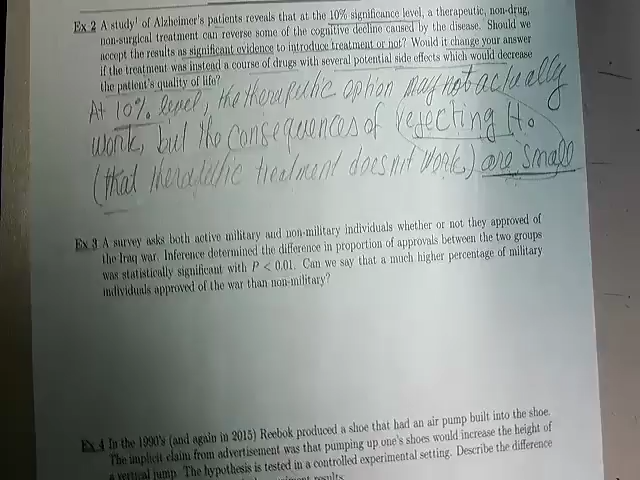 Ex 2 A study¹ of Alzheimer's patients reveals that at the 10% significance level, a therapeutic, non-drug,
non-surgical treatment can reverse some of the cognitive decline caused by the disease. Should we
accept the results as significant evidence to introduce treatment or not? Would it change your answer
if the treatment was instead a course of drugs with several potential side effects which would decrease
the patient's quality of life?
At 10% level, the therapeutic option may not actually
work, but the consequences of rejecting H₀
(that therapeutic treatment doesn't work) are small
Ex 3 A survey asks both active military and non-military individuals whether or not they approved of
the Iraq war. Inference determined the difference in proportion of approvals between the two groups
was statistically significant with P < 0.01. Can we say that a much higher percentage of military
individuals approved of the war than non-military?
Ex 4 In the 1990's (and again in 2015) Reebok produced a shoe that had an air pump built into the shoe.
The implicit claim from advertisement was that pumping up one's shoes would increase the height of
a vertical jump. The hypothesis is tested in a controlled experimental setting. Describe the difference
results.